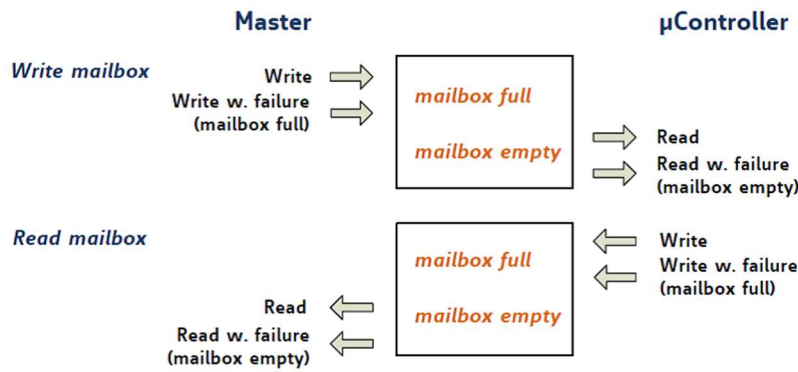 Master
µController
Write mailbox
Write
Write w. failure
(mailbox full)
mailbox full
mailbox empty
Read
Read w. failure
(mailbox empty)
Read mailbox
mailbox full
mailbox empty
Write
Write w. failure
(mailbox full)
Read
Read w. failure
(mailbox empty)